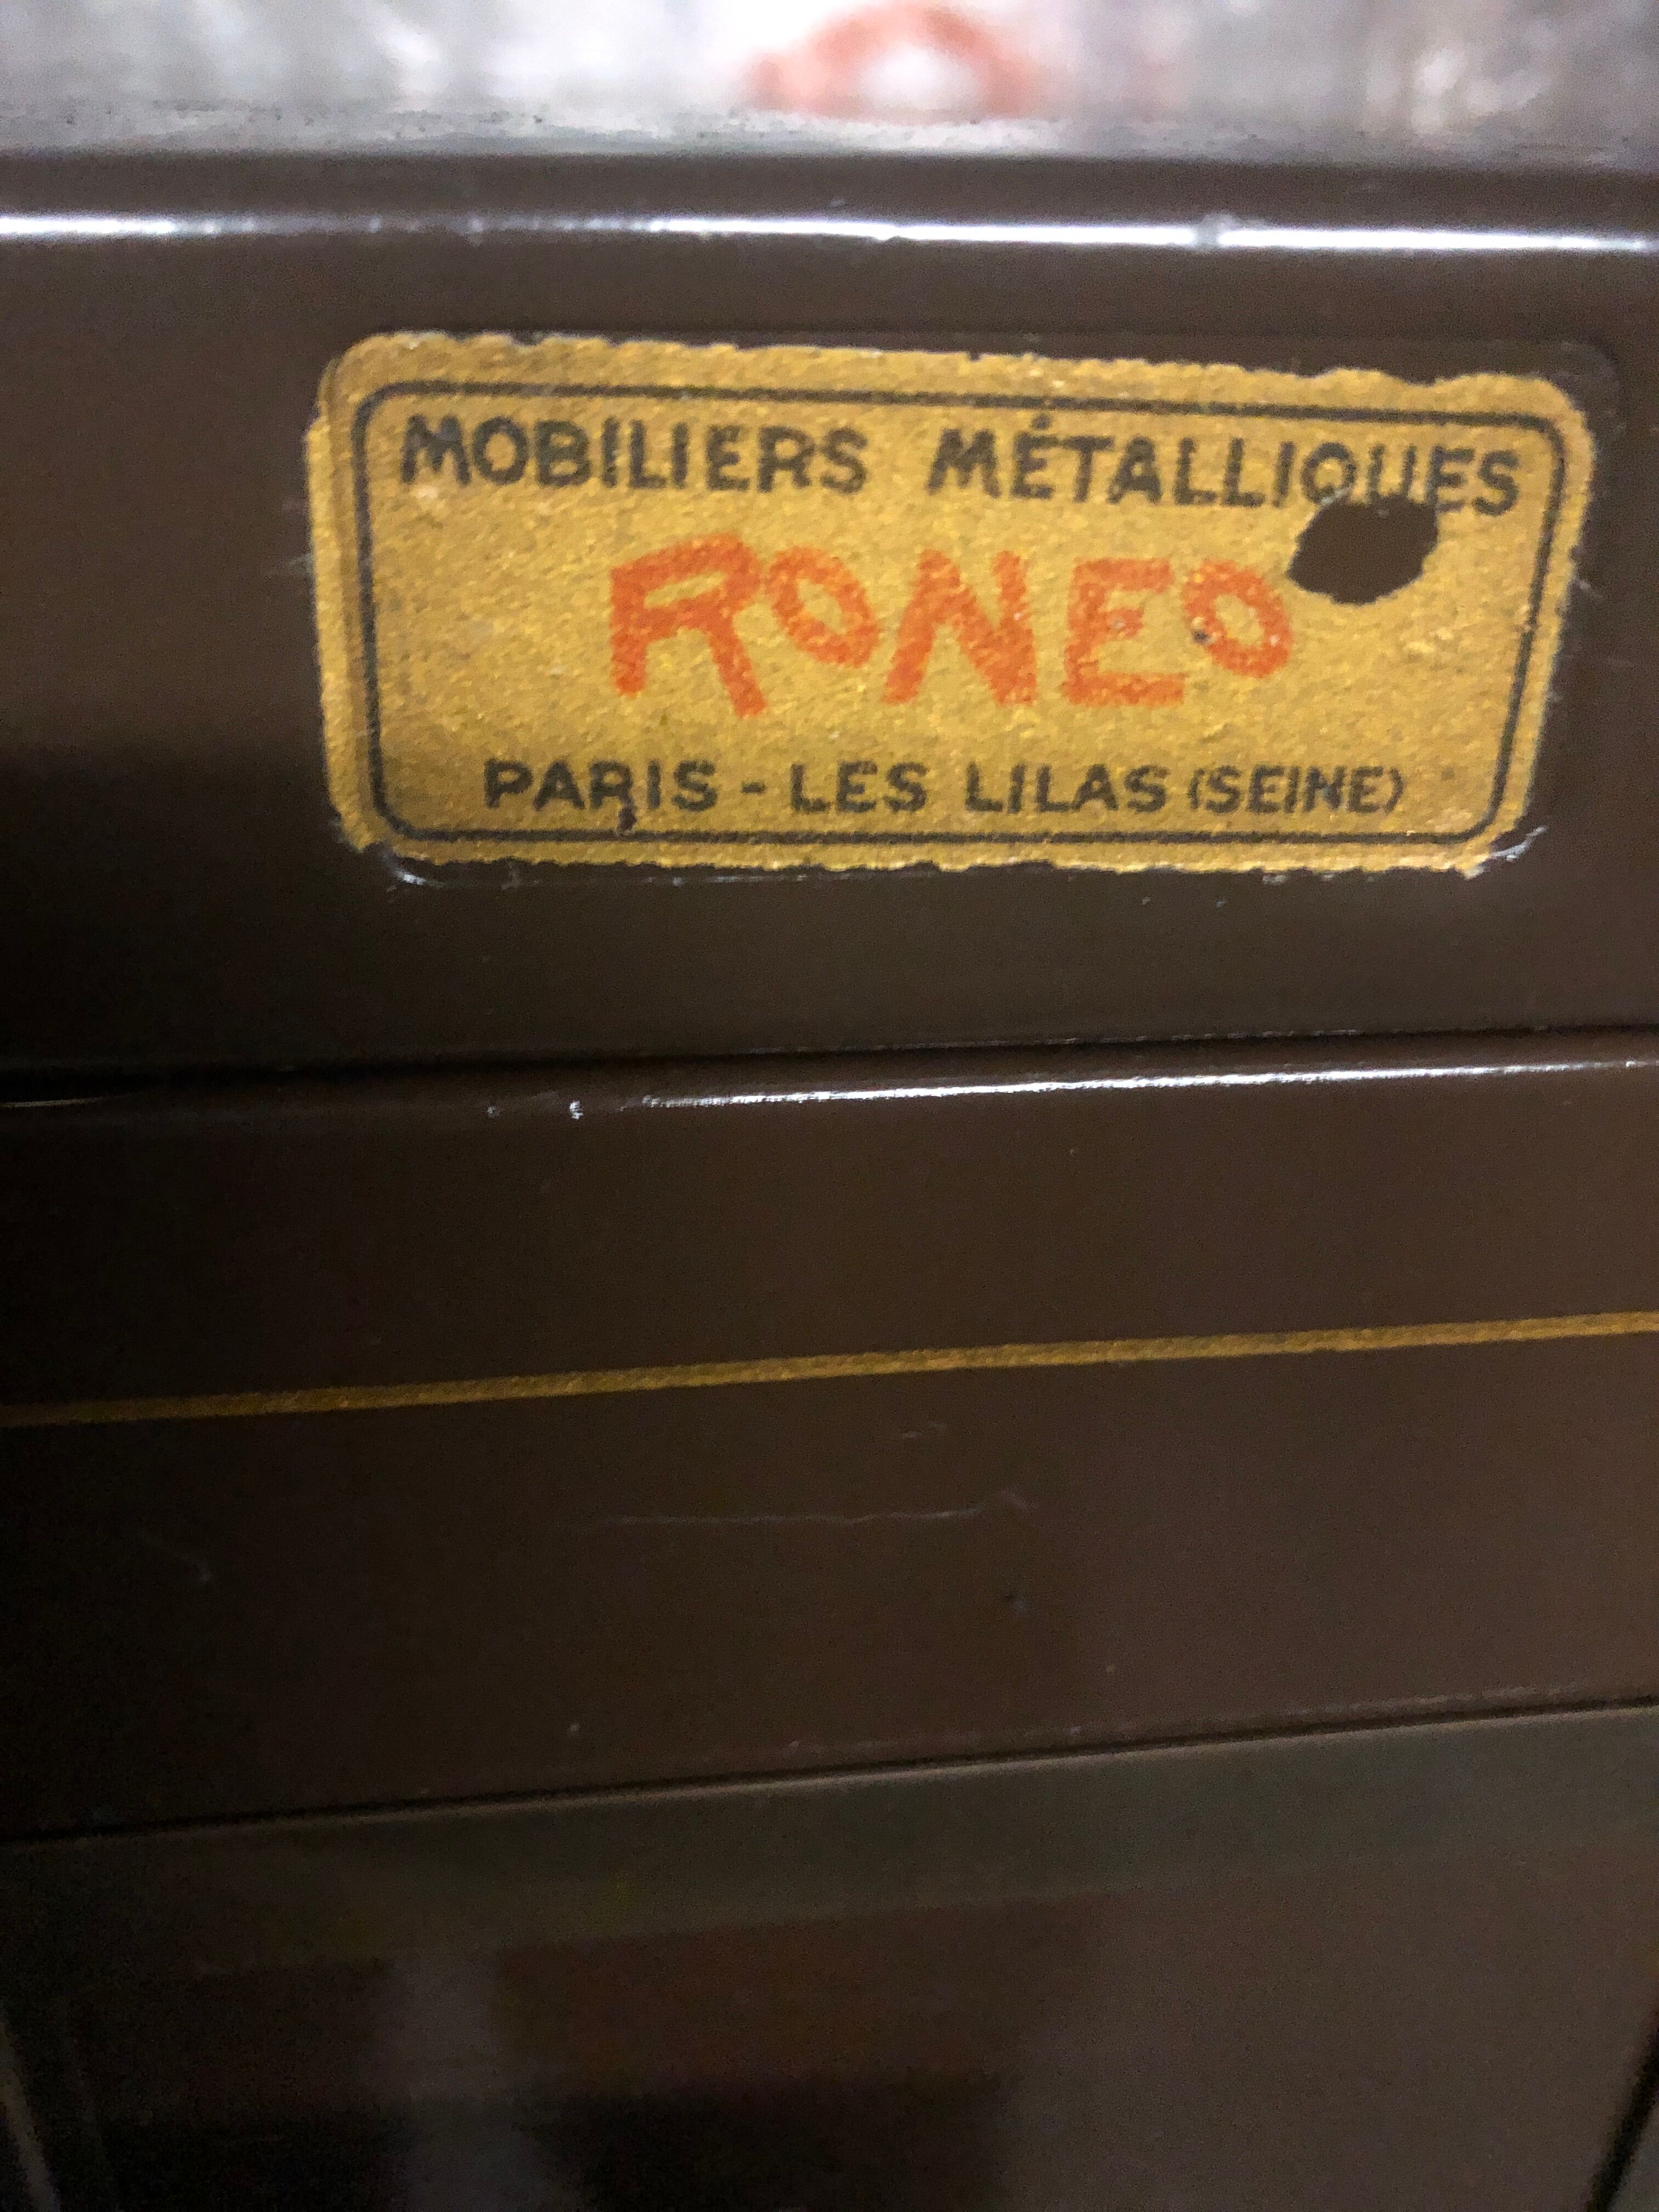 MOBILIERS MÉTALLIQUES
RONEO
PARIS - LES LILAS (SEINE)